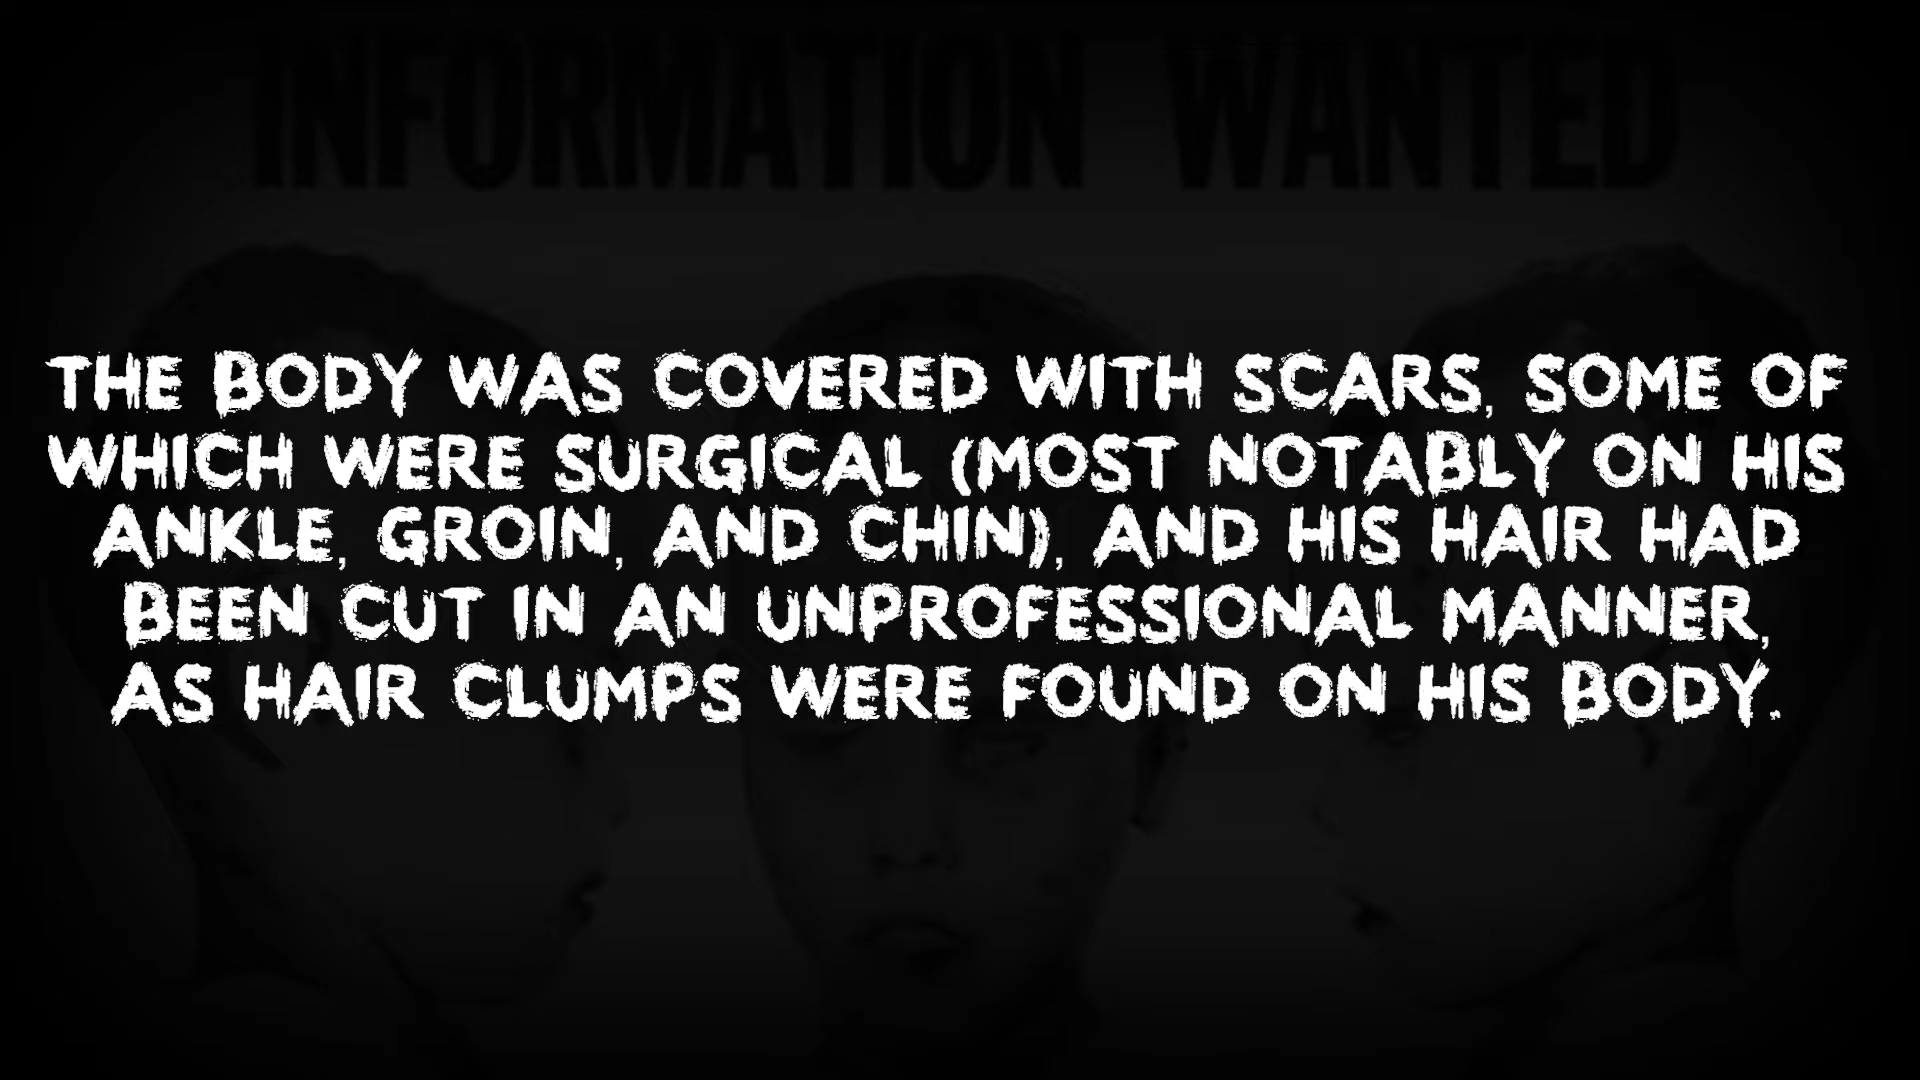 INFORMATION WANTED
THE BODY WAS COVERED WITH SCARS, SOME OF
WHICH WERE SURGICAL (MOST NOTABLY ON HIS
ANKLE, GROIN, AND CHIN), AND HIS HAIR HAD
BEEN CUT IN AN UNPROFESSIONAL MANNER,
AS HAIR CLUMPS WERE FOUND ON HIS BODY.